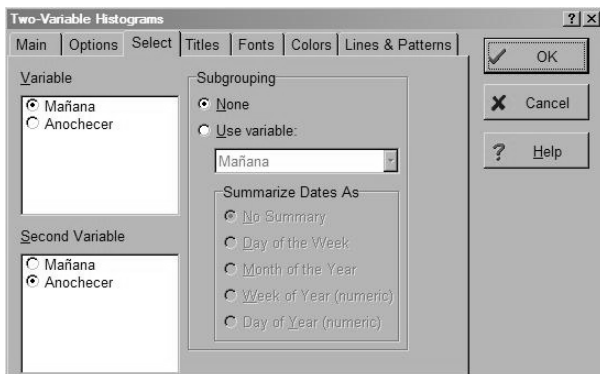 Two-Variable Histograms
Main Options Select Titles Fonts Colors Lines & Patterns
Variable
Mañana
Anochecer
Second Variable
Mañana
Anochecer
Subgrouping
None
Use variable:
Mañana
Summarize Dates As
No Summary
Day of the Week
Month of the Year
Week of Year (numeric)
Day of Year (numeric)
OK
Cancel
? Help